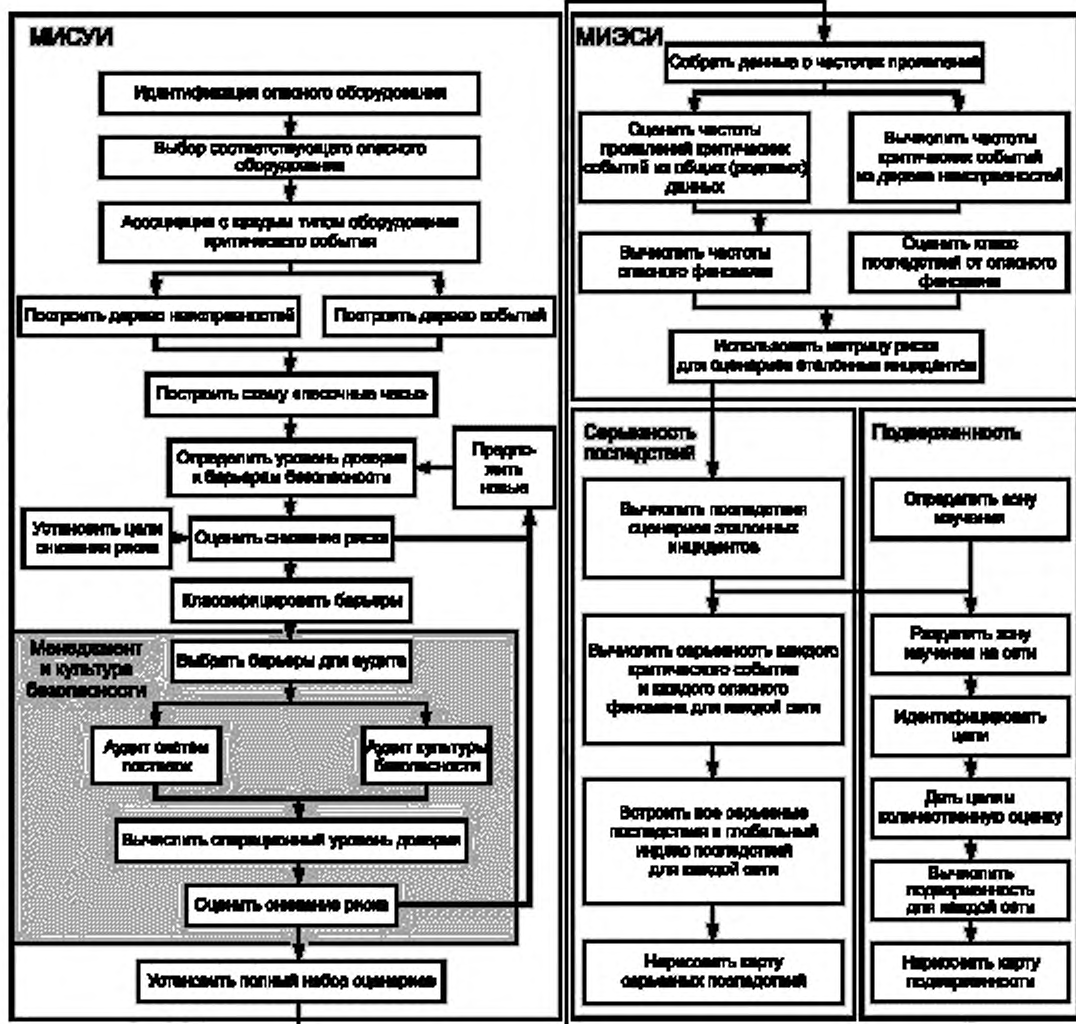 МИСУИ
Идентификация опасного оборудования
Выбор соответствующего опасного
оборудования
Ассоциация с каждым типом оборудования
критического события
Построить дерево неисправностей
Построить дерево событий
Построить схему «песочные часы»
Определить уровень доверия
к барьерам безопасности
Предло-
жить
новые
Установить цели
снижения риска
Оценить снижение риска
Классифицировать барьеры
Менеджмент
и культура
безопасности
Выбрать барьеры для аудита
Аудит систем
поставок
Аудит культуры
безопасности
Вычислить операционный уровень доверия
Оценить снижение риска
Установить полный набор сценариев
МИЭСИ
Собрать данные о частотах проявлений
Оценить частоты
проявлений критических
событий из общих (родовых)
данных
Вычислить частоты
критических событий
из дерева неисправностей
Вычислить частоты
опасного феномена
Оценить класс
последствий от опасного
феномена
Использовать матрицу риска
для сценариев эталонных инцидентов
Серьезность
последствий
Вычислить последствия
сценариев эталонных
инцидентов
Вычислить серьезность каждого
критического события
и каждого опасного
феномена для каждой сети
Встроить все серьезные
последствия в глобальный
индекс последствий
для каждой сети
Нарисовать карту
серьезных последствий
Подверженность
Определить зону
изучения
Разделить зону
изучения на сети
Идентифицировать
цели
Дать целям
количественную оценку
Вычислить
подверженность
для каждой сети
Нарисовать карту
подверженности